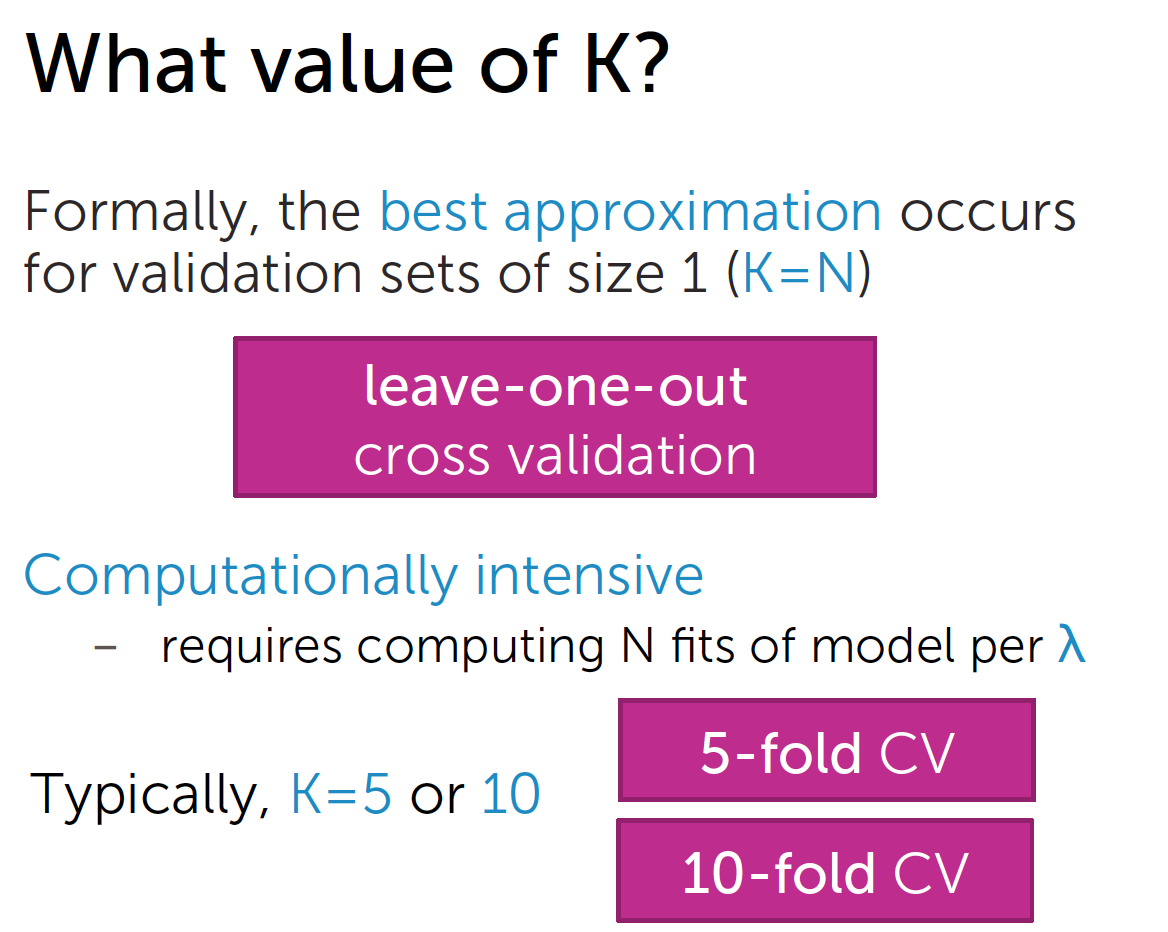 What value of K?
Formally, the best approximation occurs
for validation sets of size 1 (K=N)
leave-one-out
cross validation
Computationally intensive
– requires computing N fits of model per λ
Typically, K=5 or 10
5-fold CV
10-fold CV